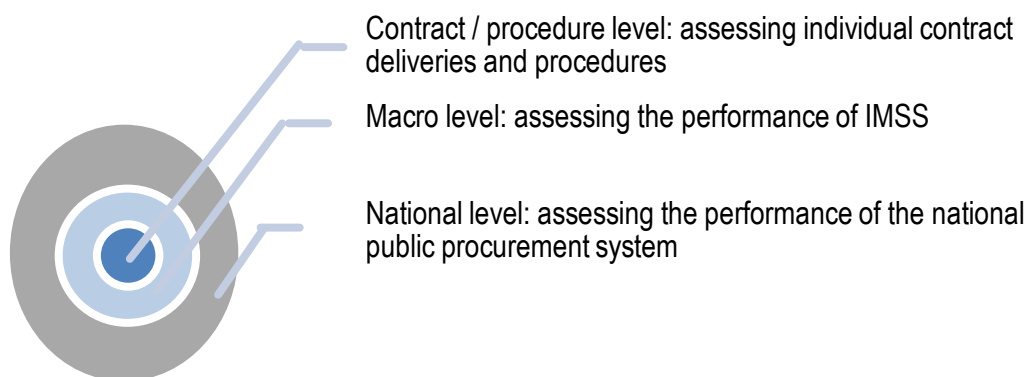 Contract / procedure level: assessing individual contract
deliveries and procedures
Macro level: assessing the performance of IMSS
National level: assessing the performance of the national
public procurement system